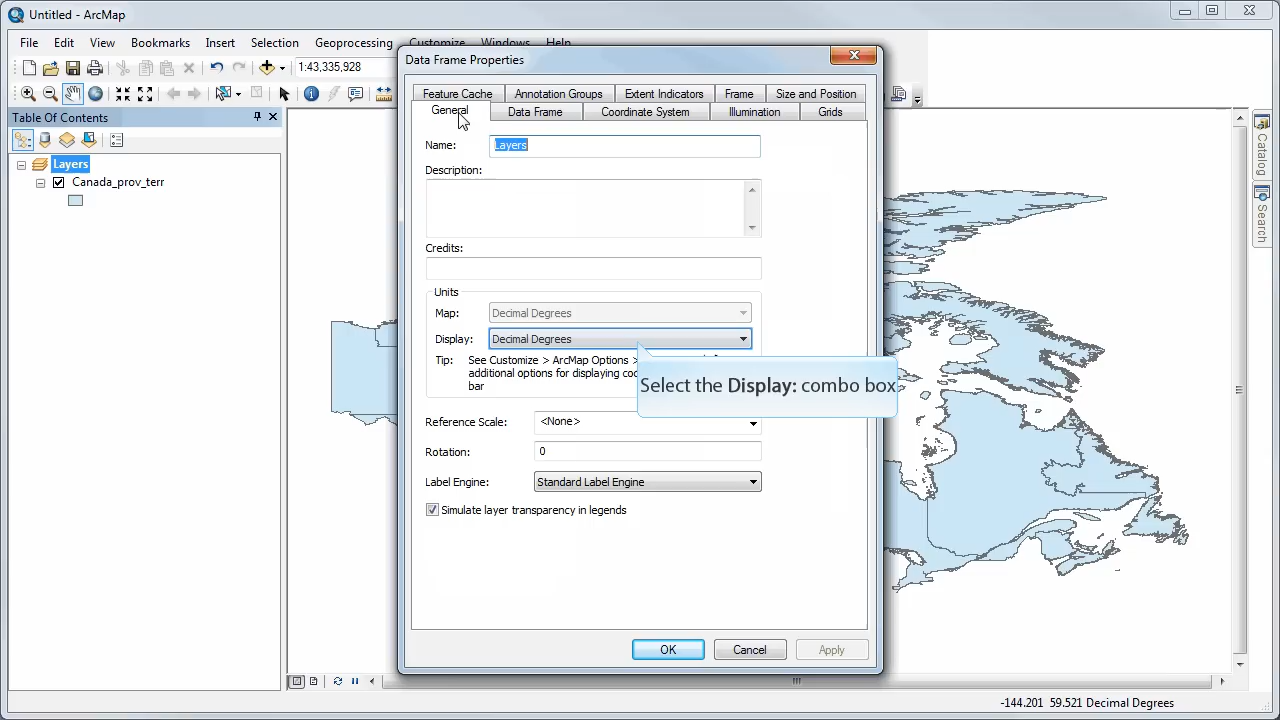 Untitled - ArcMap
File Edit View Bookmarks Insert Selection Geoprocessing Customize Windows Help
1:43,335,928
Table Of Contents
Layers
Canada_prov_terr
Data Frame Properties
Feature Cache Annotation Groups Extent Indicators Frame Size and Position
General Data Frame Coordinate System Illumination Grids
Name: Layers
Description:
Credits:
Units
Map: Decimal Degrees
Display: Decimal Degrees
Tip: See Customize > ArcMap Options >
additional options for displaying
bar
Select the Display: combo box
Reference Scale: <None>
Rotation: 0
Label Engine: Standard Label Engine
Simulate layer transparency in legends
OK Cancel Apply
Catalog
Search
-144.201 59.521 Decimal Degrees